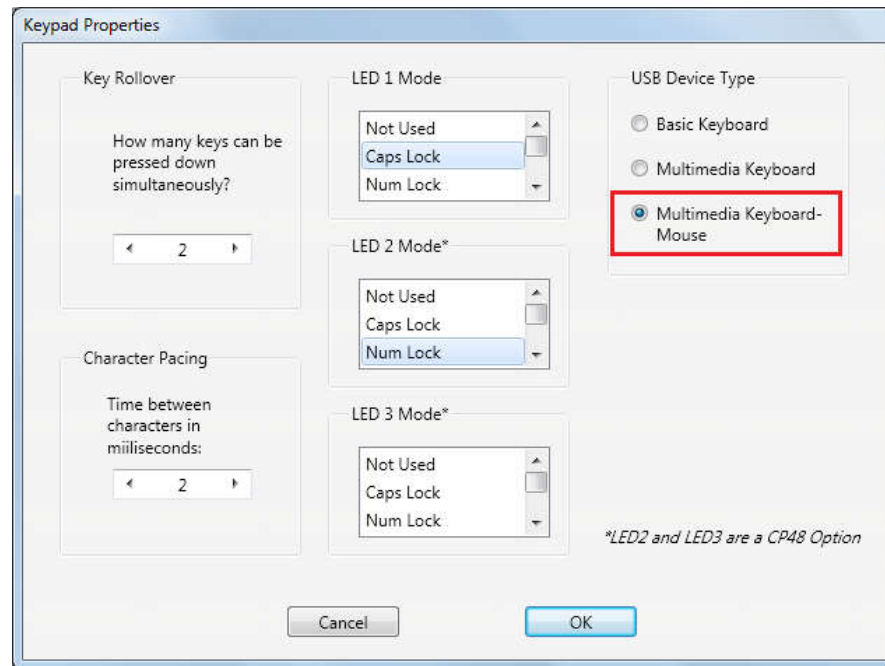 Keypad Properties
Key Rollover
How many keys can be
pressed down
simultaneously?
2
Character Pacing
Time between
characters in
miiliseconds:
2
LED 1 Mode
Not Used
Caps Lock
Num Lock
LED 2 Mode*
Not Used
Caps Lock
Num Lock
LED 3 Mode*
Not Used
Caps Lock
Num Lock
USB Device Type
Basic Keyboard
Multimedia Keyboard
Multimedia Keyboard-
Mouse
*LED2 and LED3 are a CP48 Option
Cancel
OK